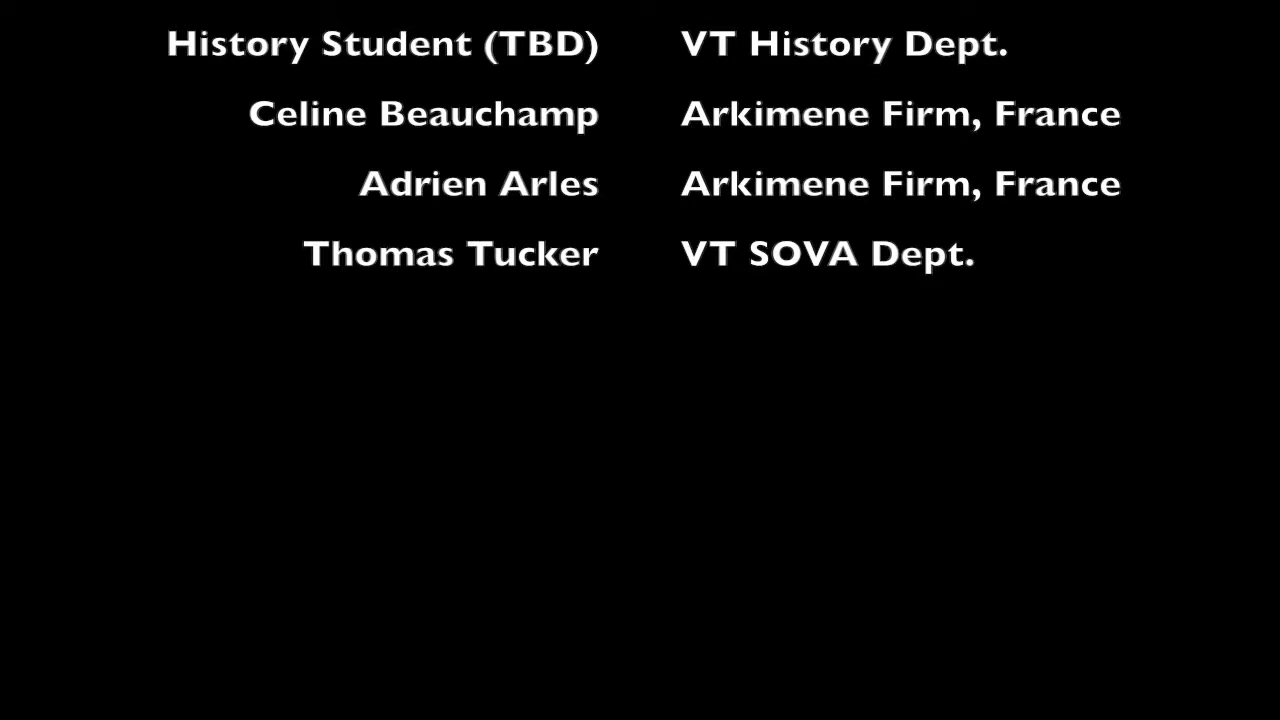 History Student (TBD) VT History Dept.
Celine Beauchamp Arkimene Firm, France
Adrien Arles Arkimene Firm, France
Thomas Tucker VT SOVA Dept.